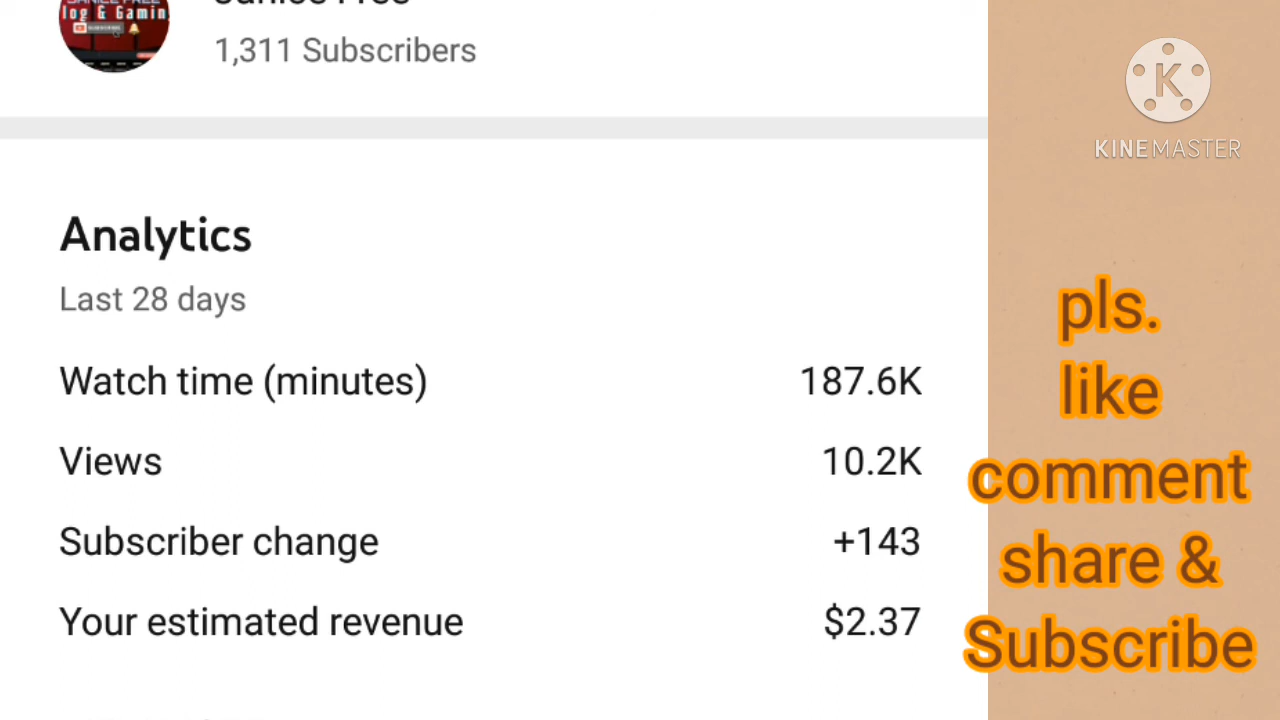 1,311 Subscribers
Analytics
Last 28 days
Watch time (minutes) 187.6K
Views 10.2K
Subscriber change +143
Your estimated revenue $2.37
K
KINEMASTER
pls.
like
comment
share &
Subscribe